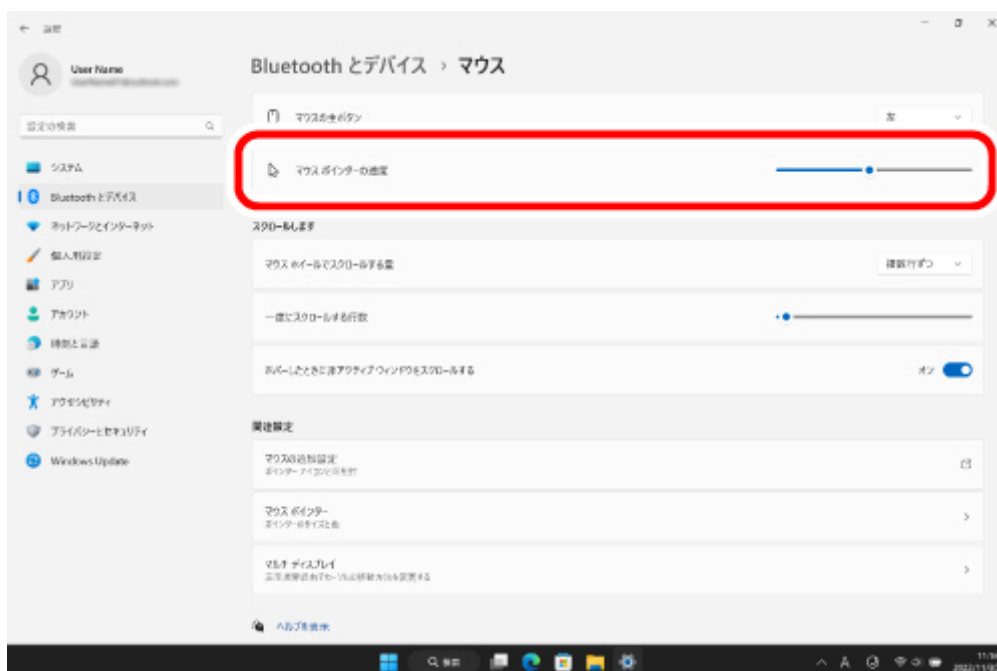 ← 設定
User Name
Bluetooth とデバイス › マウス
設定の検索
マウスの主ボタン
左
システム
マウス ポインターの速度
Bluetooth とデバイス
ネットワークとインターネット
スクロールします
個人用設定
マウス ホイールでスクロールする量
複数行ずつ
アプリ
アカウント
一度にスクロールする行数
時刻と言語
ゲーム
ホバーしたときに非アクティブ ウィンドウをスクロールする
オン
アクセシビリティ
プライバシーとセキュリティ
関連設定
Windows Update
マウスの追加設定
ポインター アイコンと可視性
マウス ポインター
ポインターのサイズと色
マルチ ディスプレイ
ヘルプを表示
検索
A